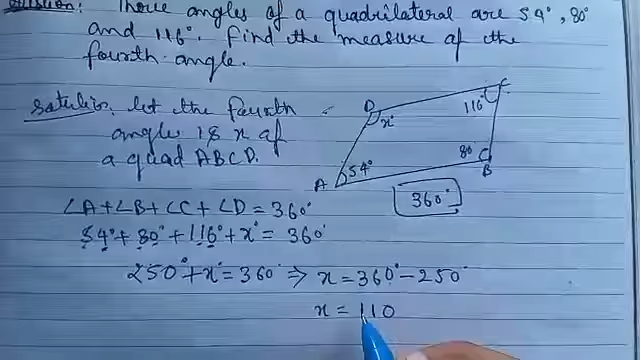 Question: Three angles of a quadrilateral are 54°, 80°
and 116°. Find the measure of the
fourth angle.
Solution: let the fourth
angle is x of
a quad ABCD.
D
C
x°
116°
54°
80
A
B
360°
∠A+∠B+∠C+∠D=360°
54°+80°+116°+x°=360°
250°+x°=360° ⇒ x=360°-250°
x=110